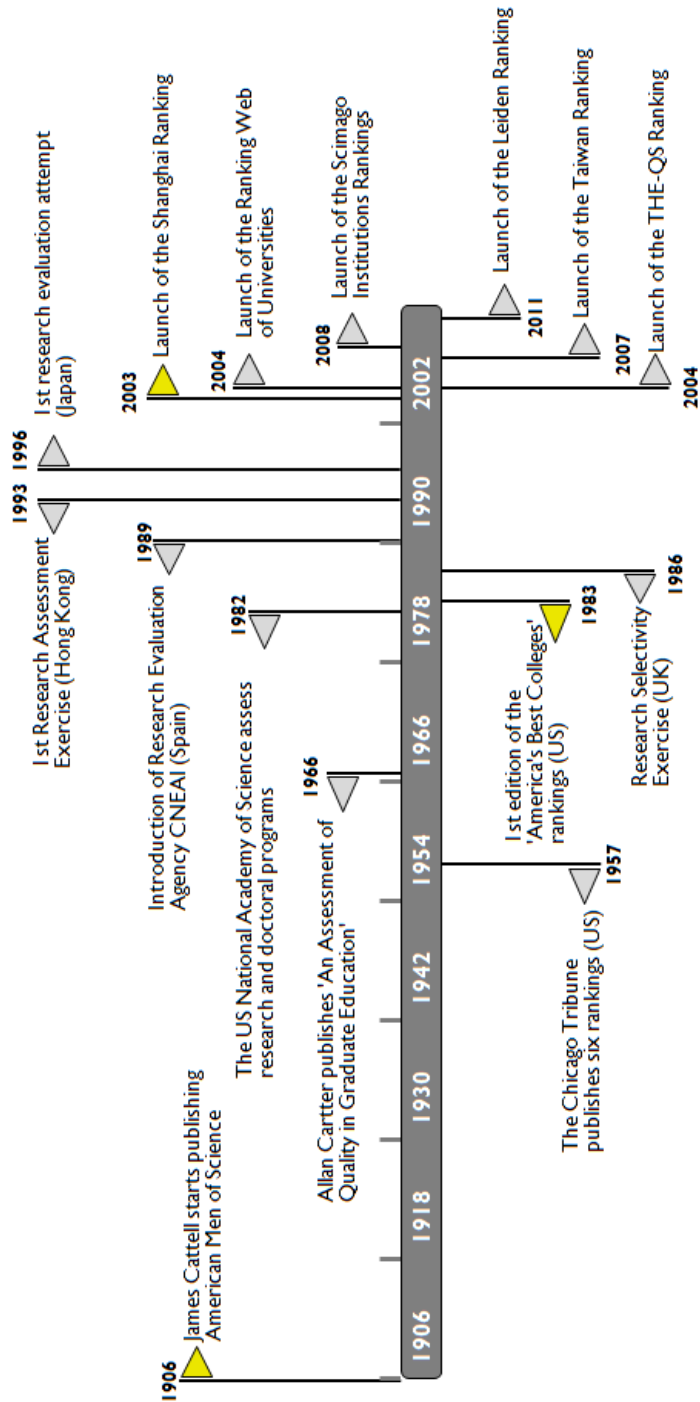 1906
James Cattell starts publishing
American Men of Science
1966
Allan Cartter publishes 'An Assessment of
Quality in Graduate Education'
1982
The US National Academy of Science assess
research and doctoral programs
1989
Introduction of Research Evaluation
Agency CNEAI (Spain)
1993
1st Research Assessment
Exercise (Hong Kong)
1996
1st research evaluation attempt
(Japan)
2003
Launch of the Shanghai Ranking
2004
Launch of the Ranking Web
of Universities
2008
Launch of the Scimago
Institutions Rankings
1906
1918
1930
1942
1954
1966
1978
1990
2002
The Chicago Tribune
publishes six rankings (US)
1957
1st edition of the
'America's Best Colleges'
rankings (US)
1983
Research Selectivity
Exercise (UK)
1986
Launch of the Leiden Ranking
2011
Launch of the Taiwan Ranking
2007
Launch of the THE-QS Ranking
2004